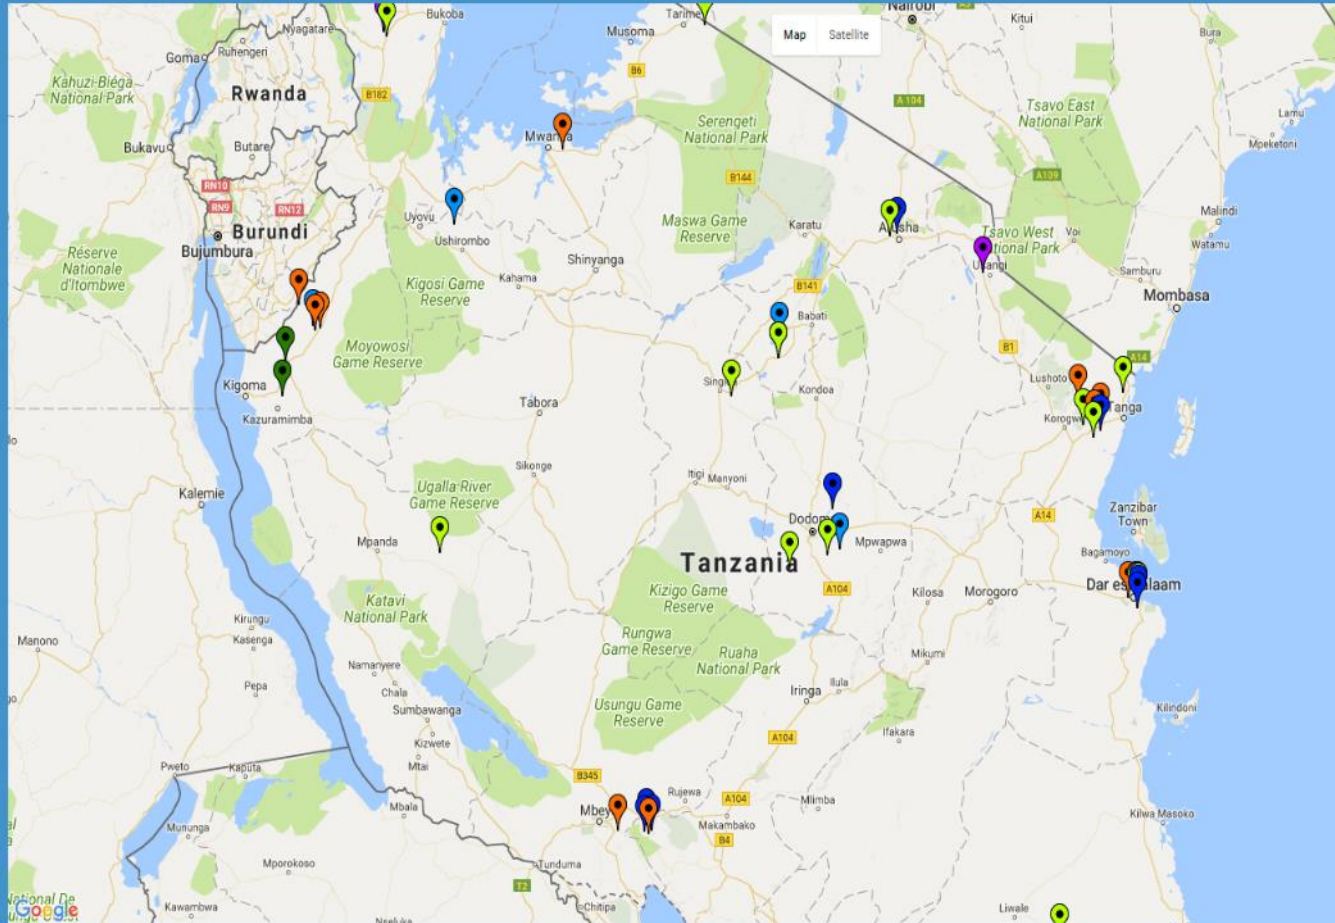 Bukoba
Tarime
Nairobi
Kitui
Bura
Nyagatare
Musoma
Map
Satellite
Goma
Ruhengeri
Kahuzi-Biéga
National Park
Rwanda
B182
B6
A 104
Tsavo East
National Park
Lamu
Mpeketoni
Serengeti
National Park
Bukavu
Butare
RN10
RN9
RN12
Burundi
Bujumbura
B144
A109
Uyovu
Ushirombo
Maswa Game
Reserve
Karatu
Tsavo West
National Park
Voi
Malindi
Watamu
Réserve
Nationale
d'Itombwe
Kahama
Shinyanga
Samburu
Kigosi Game
Reserve
B141
Babati
Mombasa
Moyowosi
Game Reserve
B1
A14
Kigoma
Kazuramimba
Tabora
Kondoa
Lushoto
Tanga
Sikonge
Itigi
Manyoni
Kalemie
Ugalla River
Game Reserve
Zanzibar
Town
A14
Mpanda
Mpwapwa
Bagamoyo
Tanzania
Dar es Salaam
Katavi
National Park
Kizigo Game
Reserve
A104
Kilosa
Morogoro
Kirungu
Kasenga
Manono
Rungwa
Game Reserve
Ruaha
National Park
Mikumi
Namanyere
Chala
Pepa
Sumbawanga
Iringa
Ilula
Usungu Game
Reserve
Kilindoni
Kizwete
Mtai
A104
Ifakara
Pweto
Kaputa
B345
Rujewa
A104
Mlimba
Mbala
Makambako
Kilwa Masoko
Mununga
B4
Mporokoso
Tunduma
T2
Kawambwa
Chitipa
Liwale
Google